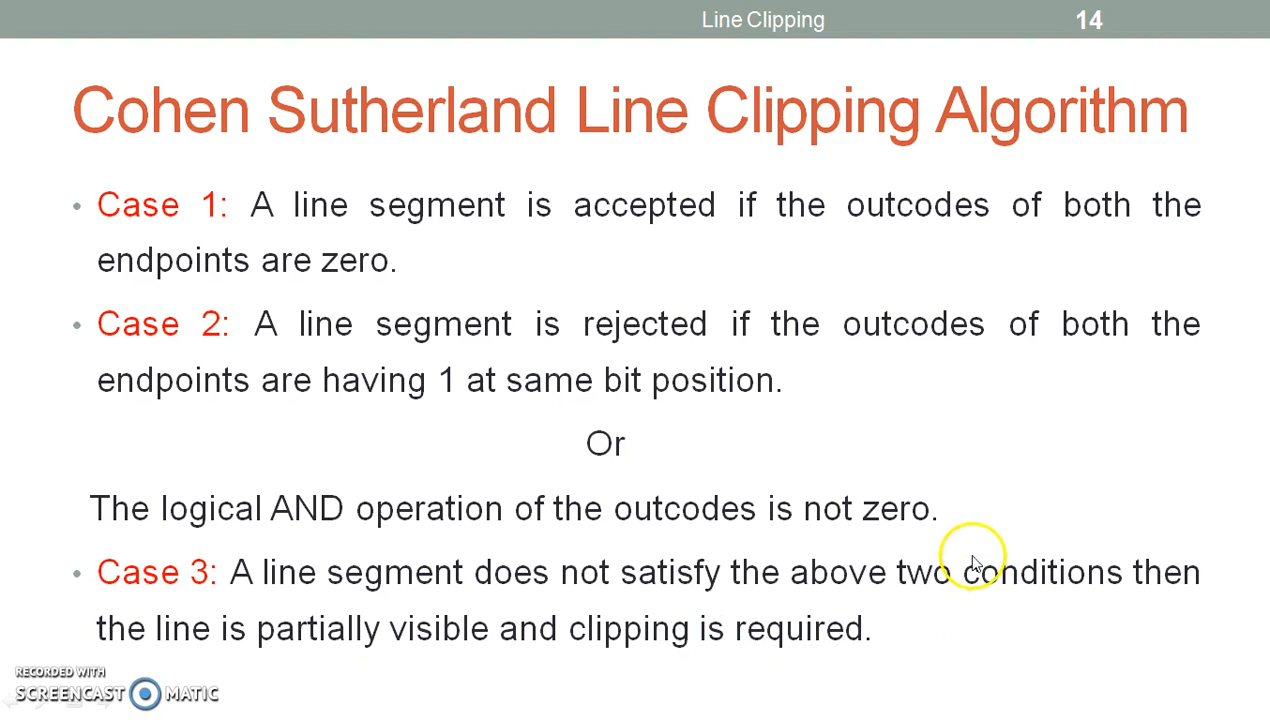 Line Clipping 14
Cohen Sutherland Line Clipping Algorithm
• Case 1: A line segment is accepted if the outcodes of both the
endpoints are zero.
• Case 2: A line segment is rejected if the outcodes of both the
endpoints are having 1 at same bit position.
Or
The logical AND operation of the outcodes is not zero.
• Case 3: A line segment does not satisfy the above two conditions then
the line is partially visible and clipping is required.
RECORDED WITH
SCREENCAST MATIC